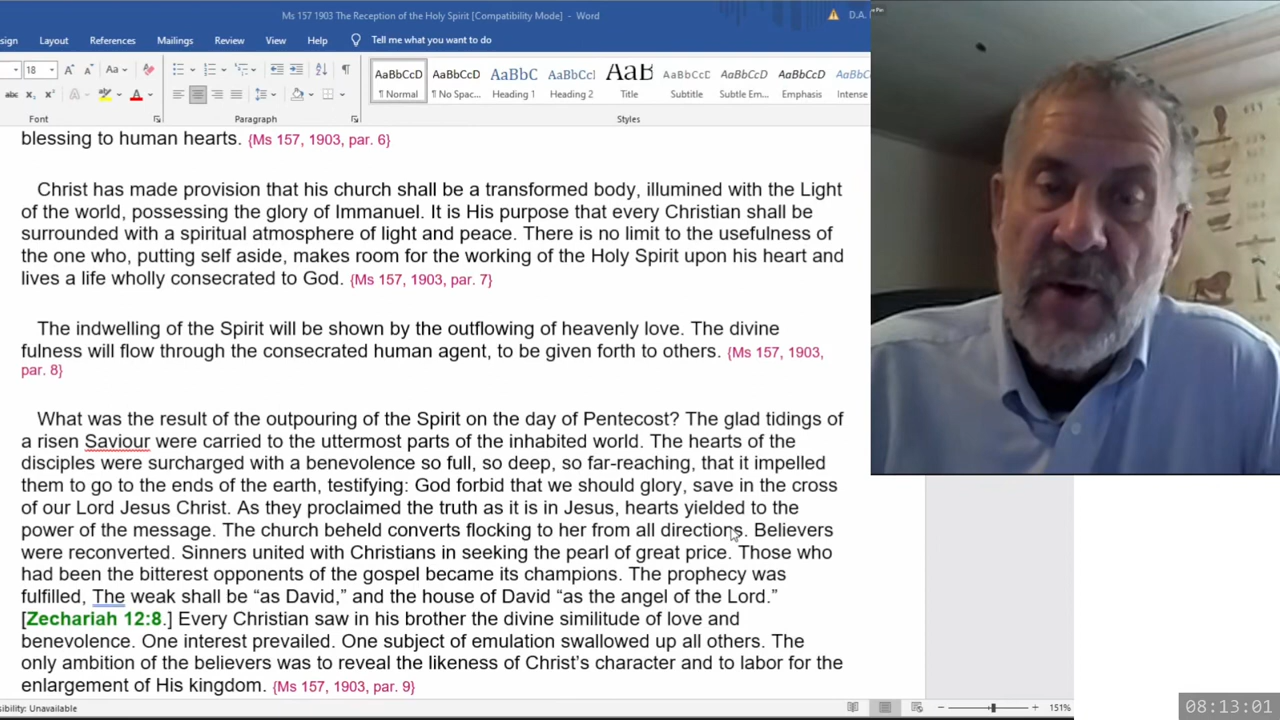 Ms 157 1903 The Reception of the Holy Spirit [Compatibility Mode] - Word
D.A.
sign Layout References Mailings Review View Help Tell me what you want to do
18 Aa
AaBbCcD AaBbCcD AaBbC AaBbCcl AaB AaBbCcD AaBbCcD AaBbCcD AaBbC
¶ Normal ¶ No Spac... Heading 1 Heading 2 Title Subtitle Subtle Em... Emphasis Intense
Font Paragraph Styles
blessing to human hearts. {Ms 157, 1903, par. 6}
Christ has made provision that his church shall be a transformed body, illumined with the Light
of the world, possessing the glory of Immanuel. It is His purpose that every Christian shall be
surrounded with a spiritual atmosphere of light and peace. There is no limit to the usefulness of
the one who, putting self aside, makes room for the working of the Holy Spirit upon his heart and
lives a life wholly consecrated to God. {Ms 157, 1903, par. 7}
The indwelling of the Spirit will be shown by the outflowing of heavenly love. The divine
fulness will flow through the consecrated human agent, to be given forth to others. {Ms 157, 1903,
par. 8}
What was the result of the outpouring of the Spirit on the day of Pentecost? The glad tidings of
a risen Saviour were carried to the uttermost parts of the inhabited world. The hearts of the
disciples were surcharged with a benevolence so full, so deep, so far-reaching, that it impelled
them to go to the ends of the earth, testifying: God forbid that we should glory, save in the cross
of our Lord Jesus Christ. As they proclaimed the truth as it is in Jesus, hearts yielded to the
power of the message. The church beheld converts flocking to her from all directions. Believers
were reconverted. Sinners united with Christians in seeking the pearl of great price. Those who
had been the bitterest opponents of the gospel became its champions. The prophecy was
fulfilled, The weak shall be “as David,” and the house of David “as the angel of the Lord.”
[Zechariah 12:8.] Every Christian saw in his brother the divine similitude of love and
benevolence. One interest prevailed. One subject of emulation swallowed up all others. The
only ambition of the believers was to reveal the likeness of Christ’s character and to labor for the
enlargement of His kingdom. {Ms 157, 1903, par. 9}
sibility: Unavailable
151%
08:13:01